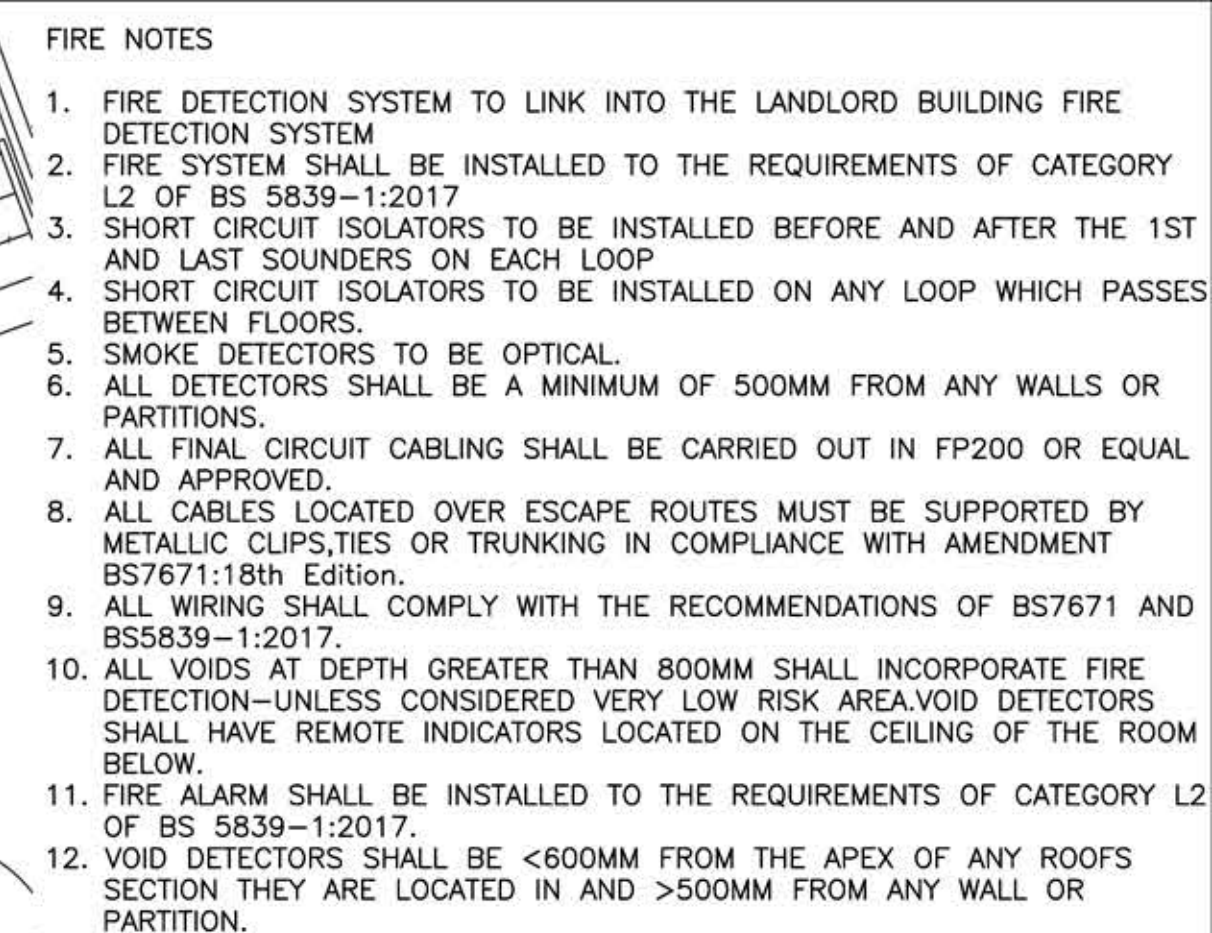 FIRE NOTES
1. FIRE DETECTION SYSTEM TO LINK INTO THE LANDLORD BUILDING FIRE
DETECTION SYSTEM
2. FIRE SYSTEM SHALL BE INSTALLED TO THE REQUIREMENTS OF CATEGORY
L2 OF BS 5839-1:2017
3. SHORT CIRCUIT ISOLATORS TO BE INSTALLED BEFORE AND AFTER THE 1ST
AND LAST SOUNDERS ON EACH LOOP
4. SHORT CIRCUIT ISOLATORS TO BE INSTALLED ON ANY LOOP WHICH PASSES
BETWEEN FLOORS.
5. SMOKE DETECTORS TO BE OPTICAL.
6. ALL DETECTORS SHALL BE A MINIMUM OF 500MM FROM ANY WALLS OR
PARTITIONS.
7. ALL FINAL CIRCUIT CABLING SHALL BE CARRIED OUT IN FP200 OR EQUAL
AND APPROVED.
8. ALL CABLES LOCATED OVER ESCAPE ROUTES MUST BE SUPPORTED BY
METALLIC CLIPS,TIES OR TRUNKING IN COMPLIANCE WITH AMENDMENT
BS7671:18th Edition.
9. ALL WIRING SHALL COMPLY WITH THE RECOMMENDATIONS OF BS7671 AND
BS5839-1:2017.
10. ALL VOIDS AT DEPTH GREATER THAN 800MM SHALL INCORPORATE FIRE
DETECTION-UNLESS CONSIDERED VERY LOW RISK AREA.VOID DETECTORS
SHALL HAVE REMOTE INDICATORS LOCATED ON THE CEILING OF THE ROOM
BELOW.
11. FIRE ALARM SHALL BE INSTALLED TO THE REQUIREMENTS OF CATEGORY L2
OF BS 5839-1:2017.
12. VOID DETECTORS SHALL BE <600MM FROM THE APEX OF ANY ROOFS
SECTION THEY ARE LOCATED IN AND >500MM FROM ANY WALL OR
PARTITION.